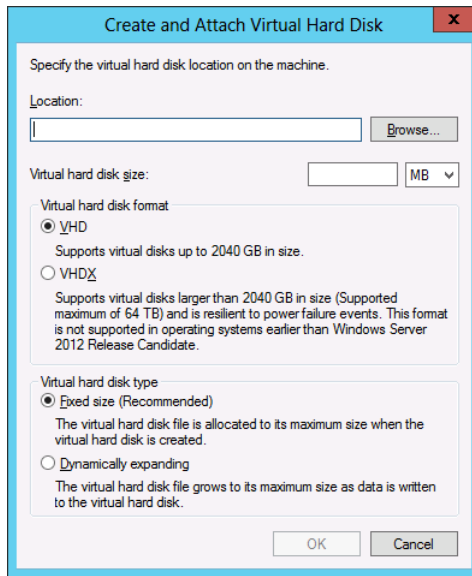 Create and Attach Virtual Hard Disk
x
Specify the virtual hard disk location on the machine.
Location:
Browse...
Virtual hard disk size:
MB
Virtual hard disk format
VHD
Supports virtual disks up to 2040 GB in size.
VHDX
Supports virtual disks larger than 2040 GB in size (Supported
maximum of 64 TB) and is resilient to power failure events. This format
is not supported in operating systems earlier than Windows Server
2012 Release Candidate.
Virtual hard disk type
Fixed size (Recommended)
The virtual hard disk file is allocated to its maximum size when the
virtual hard disk is created.
Dynamically expanding
The virtual hard disk file grows to its maximum size as data is written
to the virtual hard disk.
OK
Cancel